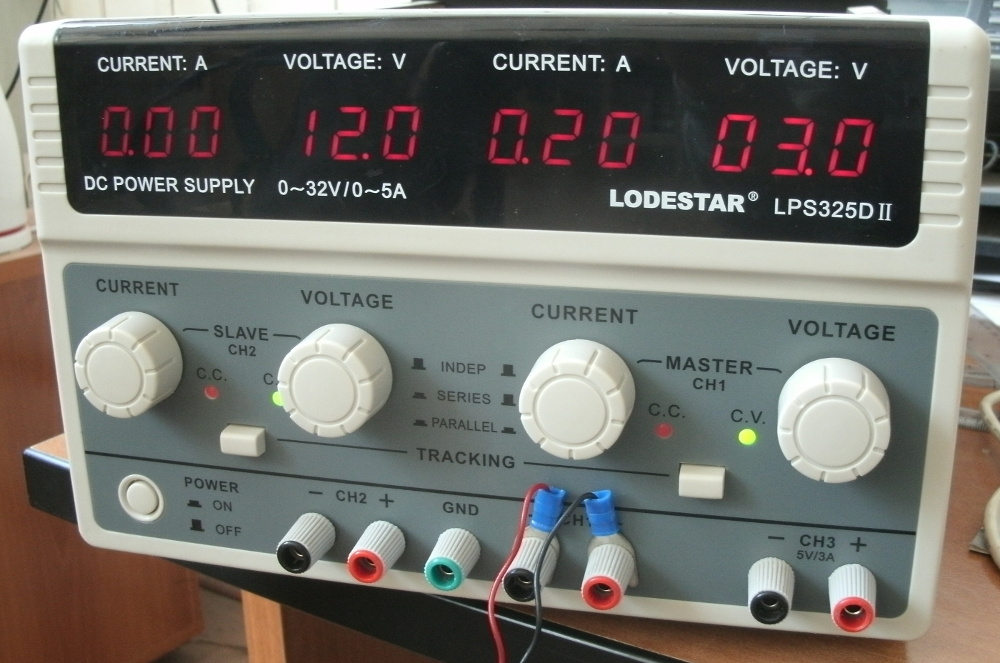 CURRENT: A VOLTAGE: V CURRENT: A VOLTAGE: V
0.00 12.0 0.20 03.0
DC POWER SUPPLY 0~32V/0~5A LODESTAR® LPS325D II
CURRENT VOLTAGE CURRENT VOLTAGE
SLAVE
CH2
C.C.
INDEP
SERIES
PARALLEL
MASTER
CH1
C.C. C.V.
TRACKING
POWER
ON
OFF
− CH2 +
GND
− CH3 +
5V/3A